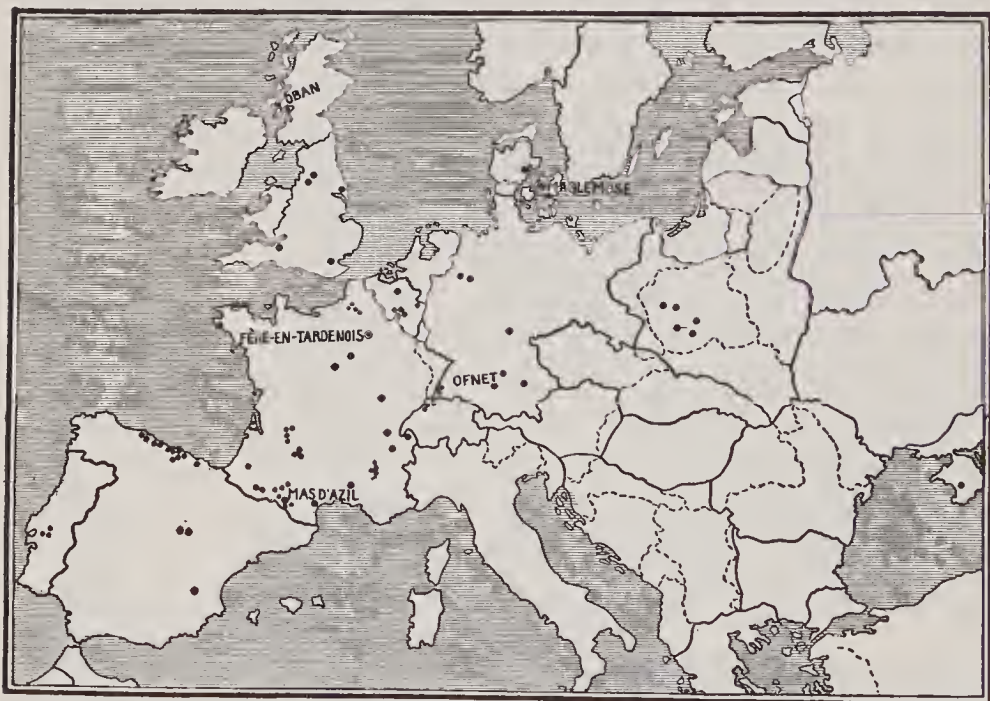 OBAN
MAGLEMOSE
FÈRE-EN-TARDENOIS
OFNET
MAS D'AZIL